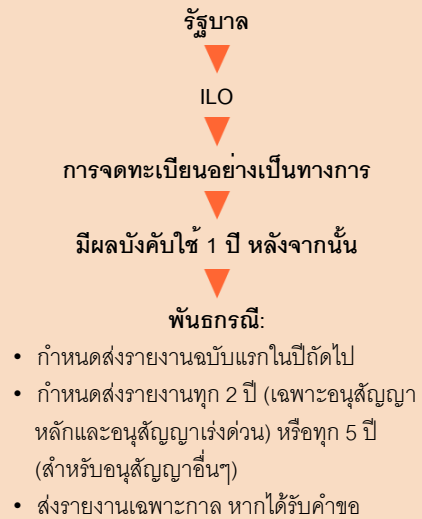 รัฐบาล
ILO
การจดทะเบียนอย่างเป็นทางการ
มีผลบังคับใช้ 1 ปี หลังจากนั้น
พันธกรณี:
• กำหนดส่งรายงานฉบับแรกในปีถัดไป
• กำหนดส่งรายงานทุก 2 ปี (เฉพาะอนุสัญญา
หลักและอนุสัญญาเร่งด่วน) หรือทุก 5 ปี
(สำหรับอนุสัญญาอื่นๆ)
• ส่งรายงานเฉพาะกาล หากได้รับคำขอ